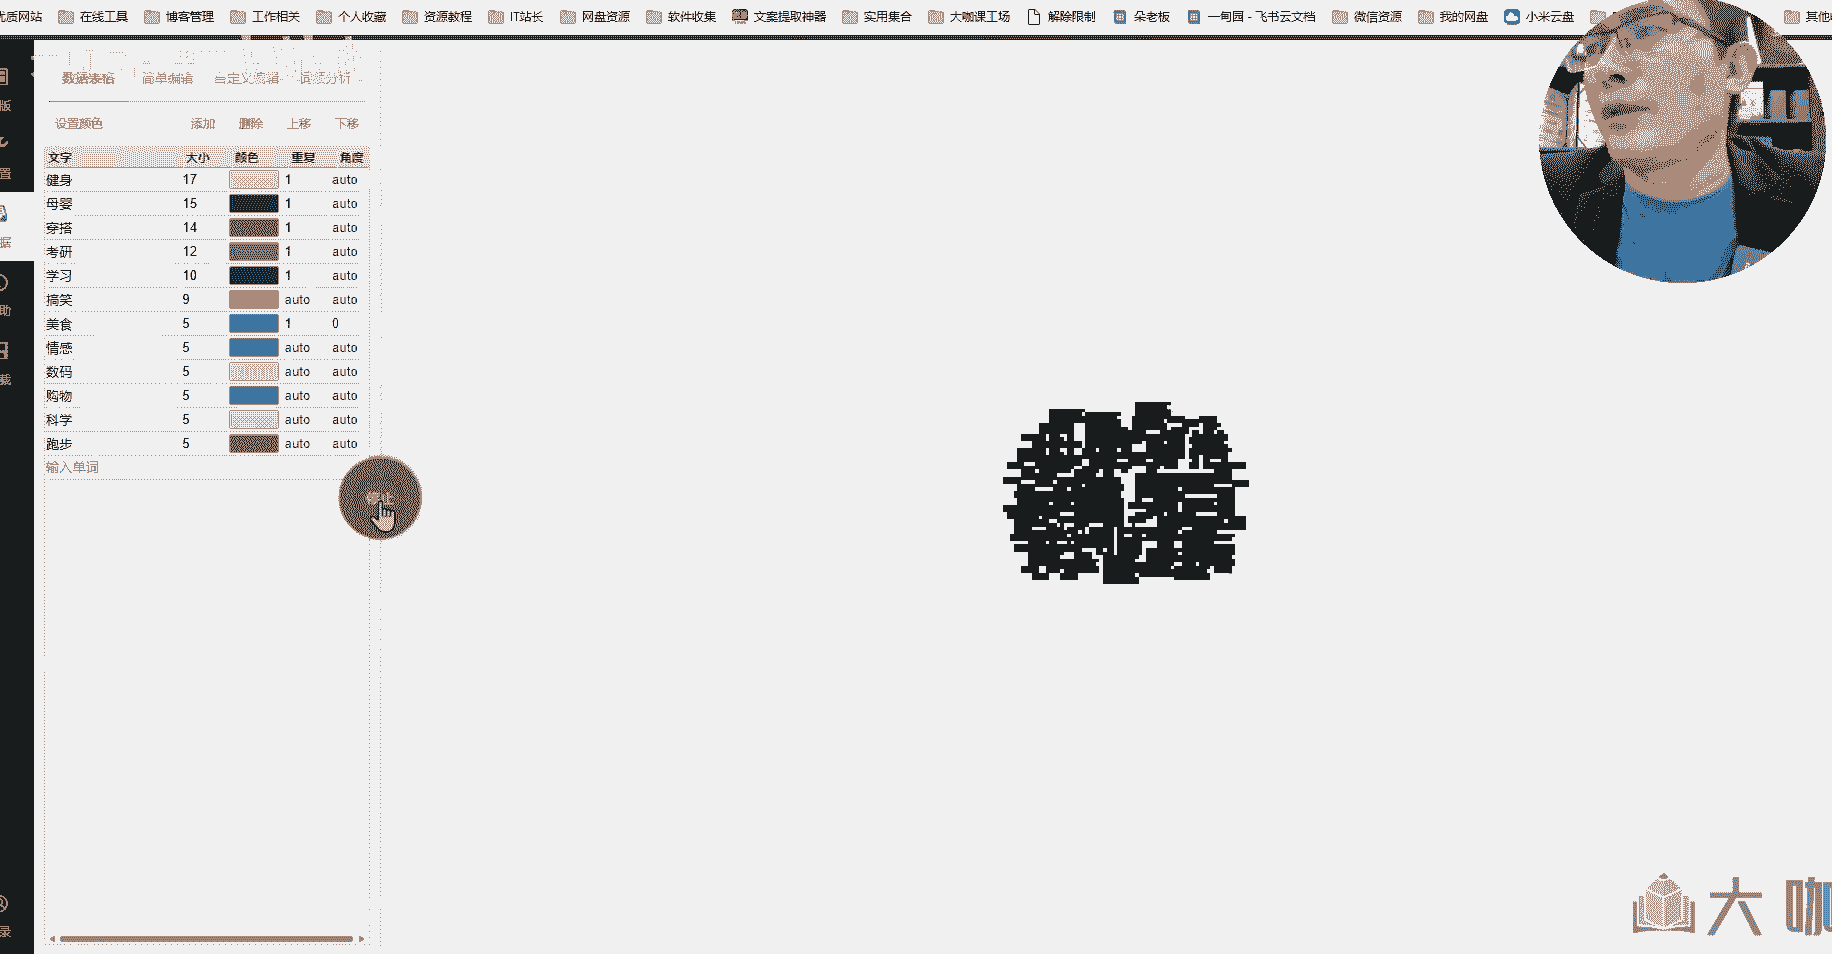 优质网站 在线工具 博客管理 工作相关 个人收藏 资源教程 IT站长 网盘资源 软件收集 文案提取神器 实用集合 大咖课工场 解除限制 朵老板 一甸园 - 飞书云文档 微信资源 我的网盘 小米云盘 其他
数据表格 简单编辑 自定义编辑 词频分析
版
设置颜色 添加 删除 上移 下移
文字 大小 颜色 重复 角度
置
健身 17 1 auto
母婴 15 1 auto
穿搭 14 1 auto
据
考研 12 1 auto
学习 10 1 auto
搞笑 9 auto auto
助
美食 5 1 0
情感 5 auto auto
数码 5 auto auto
载
购物 5 auto auto
科学 5 auto auto
跑步 5 auto auto
输入单词
大咖
录